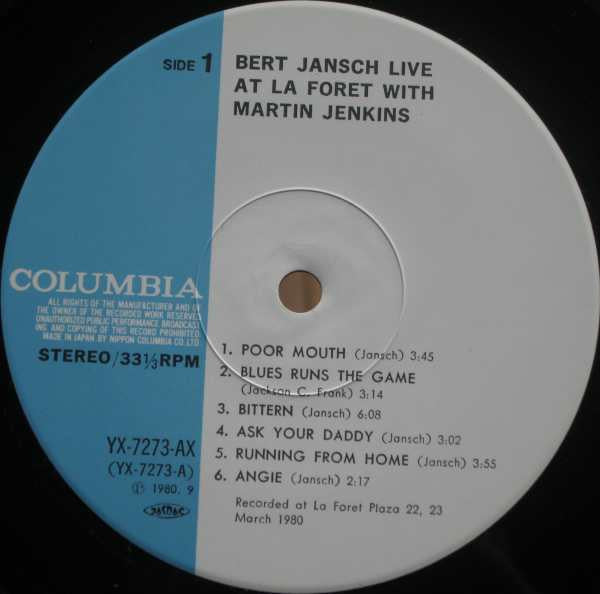 SIDE 1
BERT JANSCH LIVE
AT LA FORET WITH
MARTIN JENKINS
COLUMBIA
ALL RIGHTS OF THE MANUFACTURER AND OF
THE OWNER OF THE RECORDED WORK RESERVED
UNAUTHORIZED PUBLIC PERFORMANCE BROADCAST
ING AND COPYING OF THIS RECORD PROHIBITED
MADE IN JAPAN BY NIPPON COLUMBIA CO. LTD.
STEREO/33⅓RPM
YX-7273-AX
(YX-7273-A)
Ⓟ 1980. 9
JASRAC
1. POOR MOUTH (Jansch) 3:45
2. BLUES RUNS THE GAME
(Jackson C. Frank) 3:14
3. BITTERN (Jansch) 6:08
4. ASK YOUR DADDY (Jansch) 3:02
5. RUNNING FROM HOME (Jansch) 3:55
6. ANGIE (Jansch) 2:17
Recorded at La Foret Plaza 22, 23
March 1980